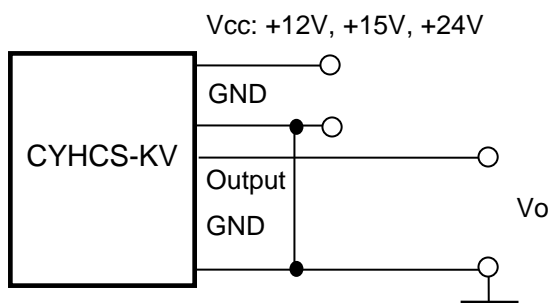 Vcc: +12V, +15V, +24V
GND
CYHCS-KV
Output
GND
Vo